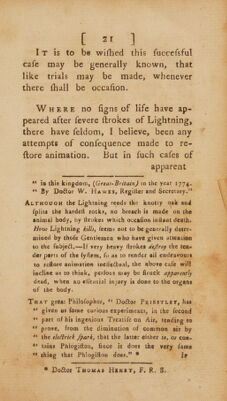 [ 21 ]
It is to be wiſhed this ſucceſsful
caſe may be generally known, that
like trials may be made, whenever
there ſhall be occaſion.
Where no ſigns of life have ap-
peared after ſevere ſtrokes of Lightning,
there have ſeldom, I believe, been any
attempts of conſequence made to re-
ſtore animation. But in ſuch caſes of
apparent
" in this kingdom, (Great-Britain) in the year 1774.
" By Doctor W. Hawes, Regiſter and Secretary."
Although the Lightning rends the knotty oak and
ſplits the hardeſt rocks, no breach is made on the
animal body, by ſtrokes which occaſion inſtant death.
How Lightning kills, ſeems not to be generally deter-
mined by thoſe Gentlemen who have given attention
to the ſubject.—If very heavy ſtrokes deſtroy the ten-
der parts of the ſyſtem, ſo as to render all endeavours
to reſtore animation ineffectual, the above caſe will
incline us to think, perſons may be ſtruck apparently
dead, when no eſſential injury is done to the organs
of the body.
That great Philoſopher, " Doctor Priestley, has
" given us ſome curious experiments, in the ſecond
" part of his ingenious Treatiſe on Air, tending to
" prove, from the diminution of common air by
" the electrick ſpark, that the latter either is, or con-
" tains Phlogiſton, ſince it does the very ſame
" thing that Phlogiſton does." *
If
* Doctor Thomas Henry, F. R. S.